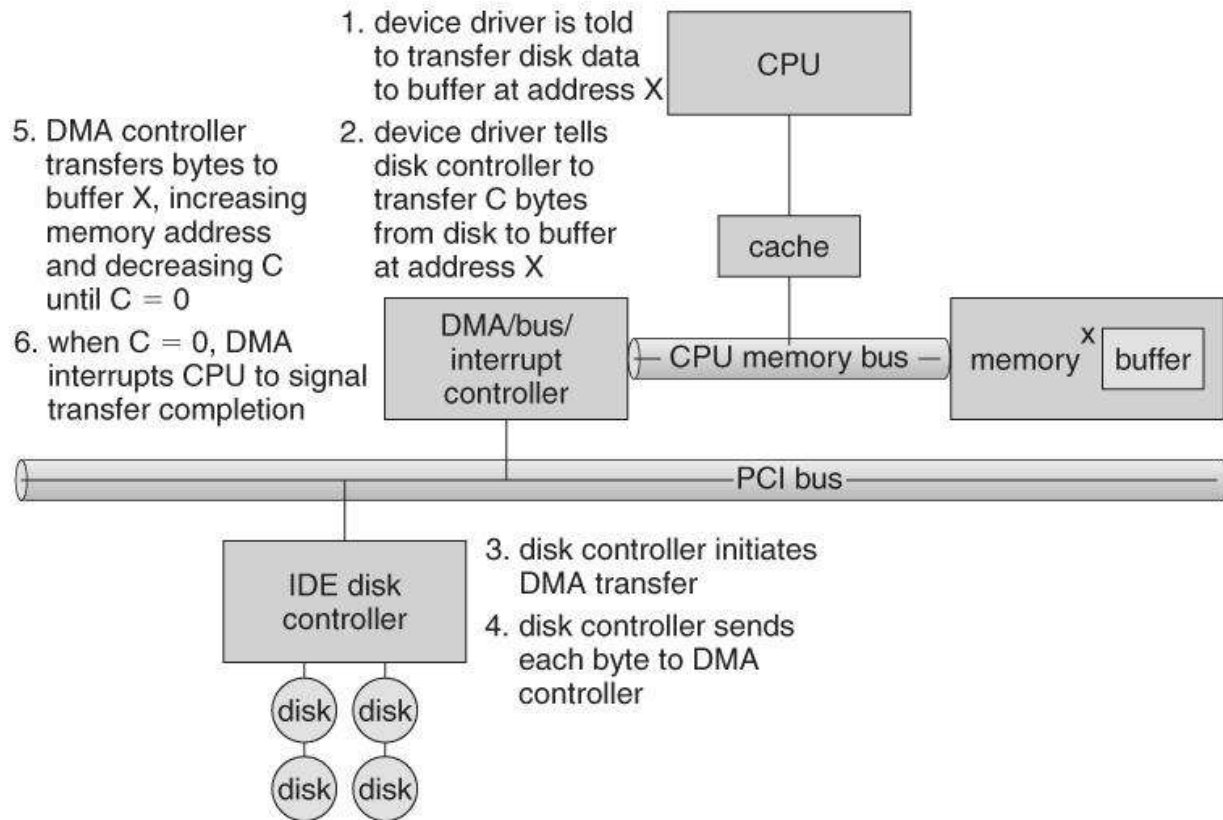 1. device driver is told
to transfer disk data
to buffer at address X
CPU
5. DMA controller
transfers bytes to
buffer X, increasing
memory address
and decreasing C
until C = 0
2. device driver tells
disk controller to
transfer C bytes
from disk to buffer
at address X
cache
6. when C = 0, DMA
interrupts CPU to signal
transfer completion
DMA/bus/
interrupt
controller
CPU memory bus
memory
x
buffer
PCI bus
IDE disk
controller
3. disk controller initiates
DMA transfer
4. disk controller sends
each byte to DMA
controller
disk
disk
disk
disk